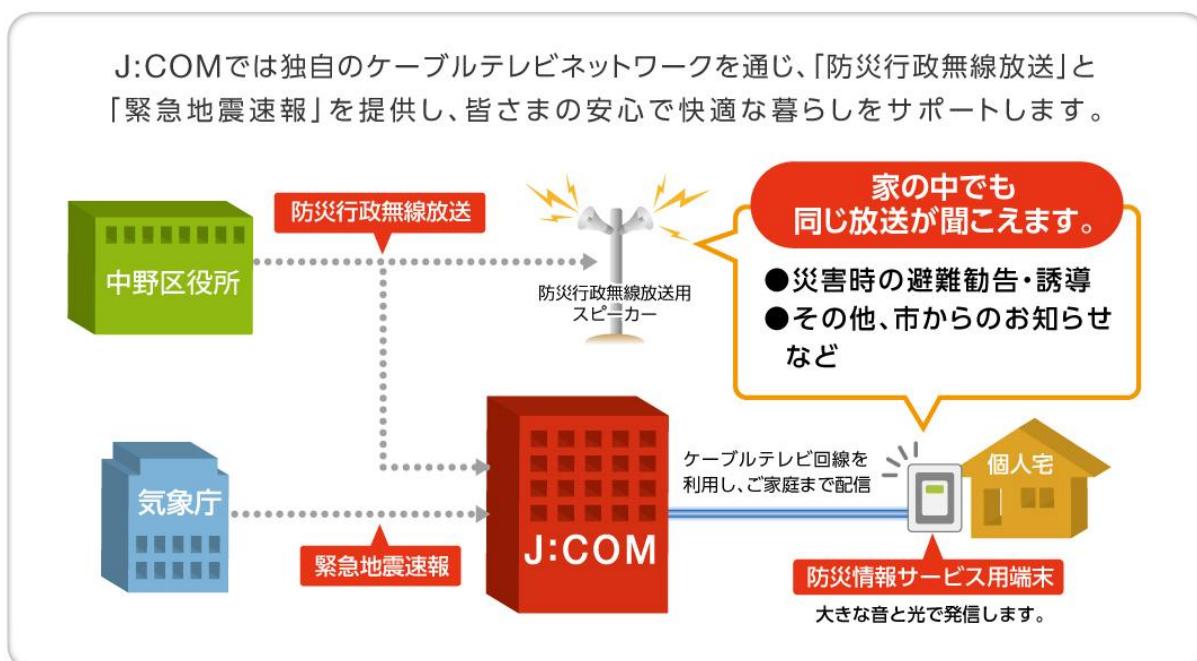 J:COMでは独自のケーブルテレビネットワークを通じ、「防災行政無線放送」と
「緊急地震速報」を提供し、皆さまの安心で快適な暮らしをサポートします。
中野区役所
防災行政無線放送
防災行政無線放送用
スピーカー
家の中でも
同じ放送が聞こえます。
●災害時の避難勧告・誘導
●その他、市からのお知らせ
など
気象庁
緊急地震速報
J:COM
ケーブルテレビ回線を
利用し、ご家庭まで配信
個人宅
防災情報サービス用端末
大きな音と光で発信します。